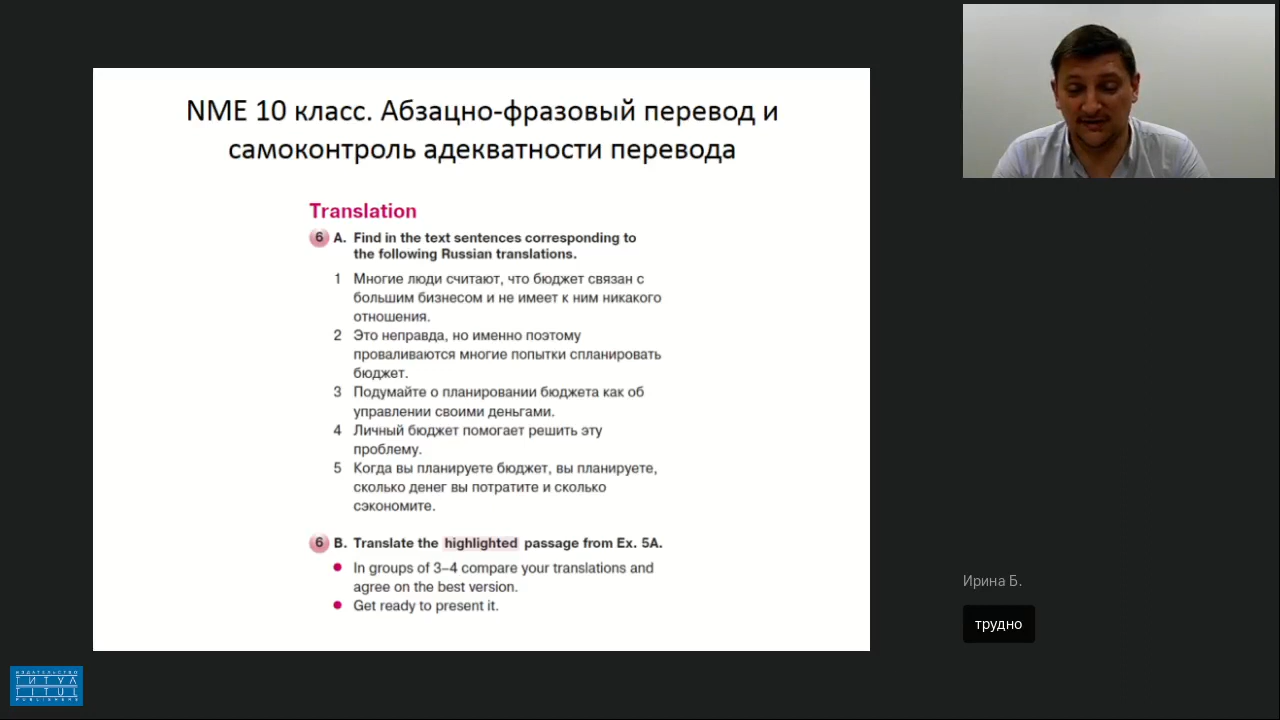 NME 10 класс. Абзацно-фразовый перевод и
самоконтроль адекватности перевода
Translation
6 A. Find in the text sentences corresponding to
the following Russian translations.
1 Многие люди считают, что бюджет связан с
большим бизнесом и не имеет к ним никакого
отношения.
2 Это неправда, но именно поэтому
проваливаются многие попытки спланировать
бюджет.
3 Подумайте о планировании бюджета как об
управлении своими деньгами.
4 Личный бюджет помогает решить эту
проблему.
5 Когда вы планируете бюджет, вы планируете,
сколько денег вы потратите и сколько
сэкономите.
6 B. Translate the highlighted passage from Ex. 5A.
• In groups of 3–4 compare your translations and
agree on the best version.
• Get ready to present it.
Ирина Б.
трудно
ИЗДАТЕЛЬСТВО
ТИТУЛ
TITUL
PUBLISHERS